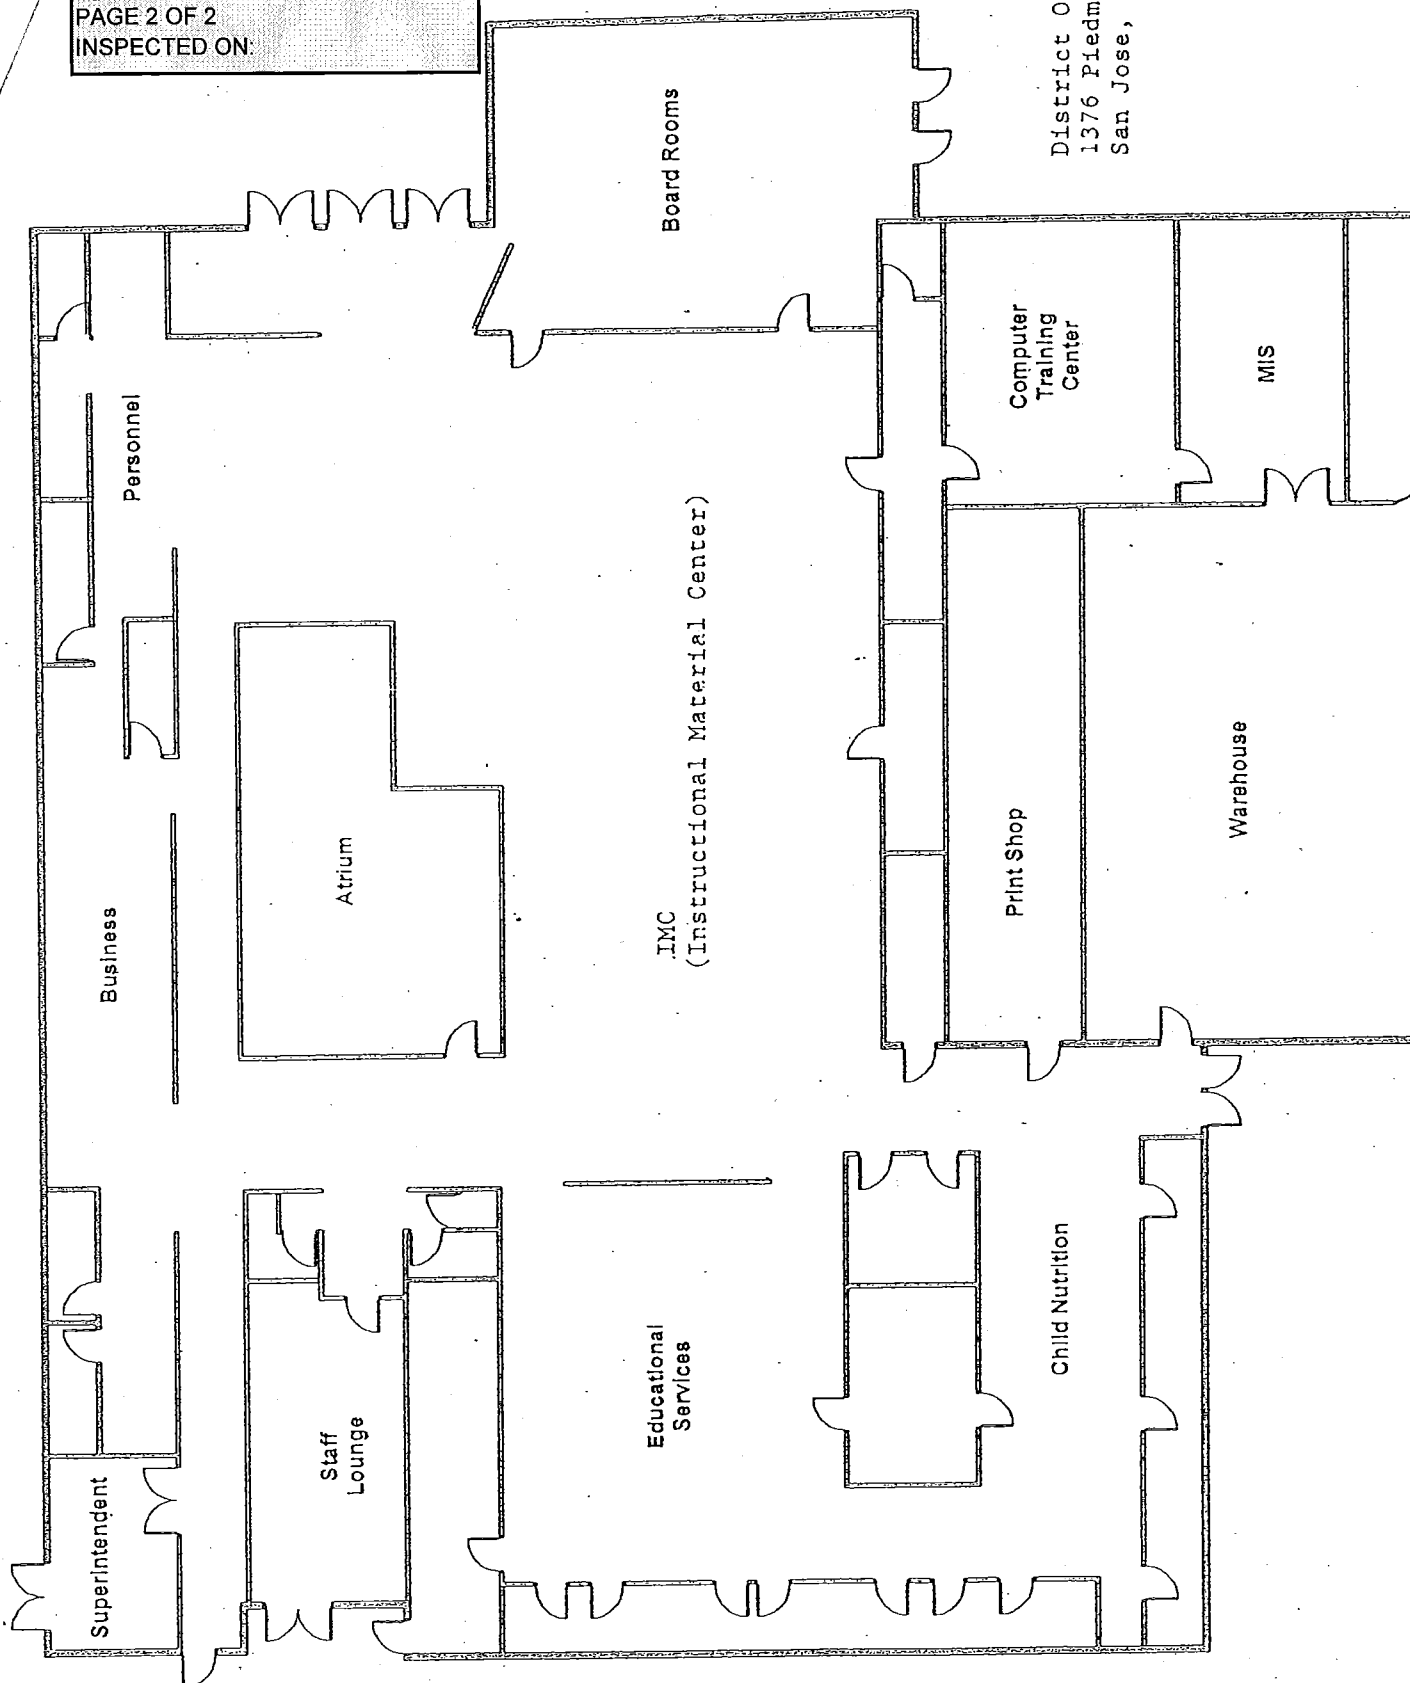 PAGE 2 OF 2
INSPECTED ON:
District O
1376 Piedm
San Jose,
Board Rooms
Personnel
Computer
Training
Center
MIS
.IMC
(Instructional Material Center)
Atrium
Business
Print Shop
Warehouse
Superintendent
Staff
Lounge
Educational
Services
Child Nutrition